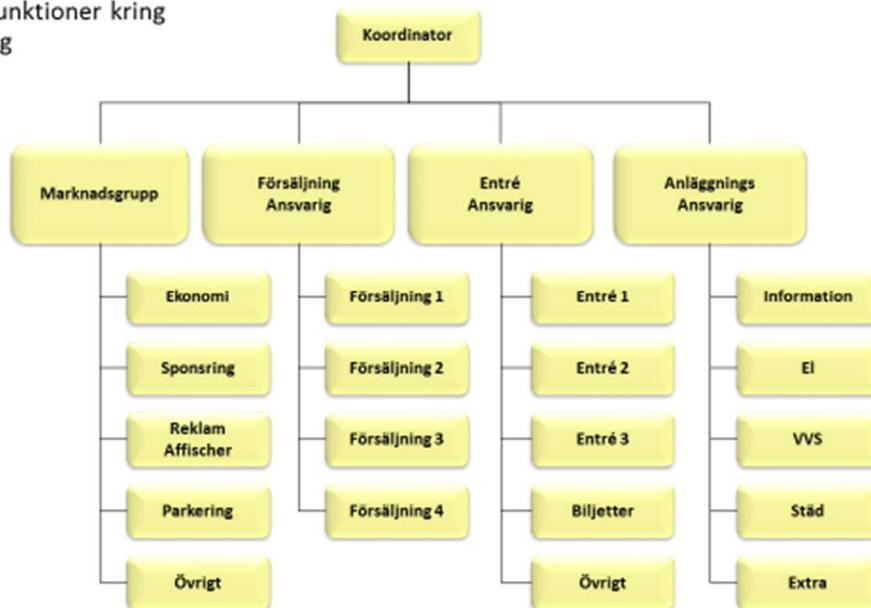 unktioner kring
g
Koordinator
Marknadsgrupp
Försäljning
Ansvarig
Entré
Ansvarig
Anläggnings
Ansvarig
Ekonomi
Sponsring
Reklam
Affischer
Parkering
Övrigt
Försäljning 1
Försäljning 2
Försäljning 3
Försäljning 4
Entré 1
Entré 2
Entré 3
Biljetter
Övrigt
Information
El
VVS
Städ
Extra